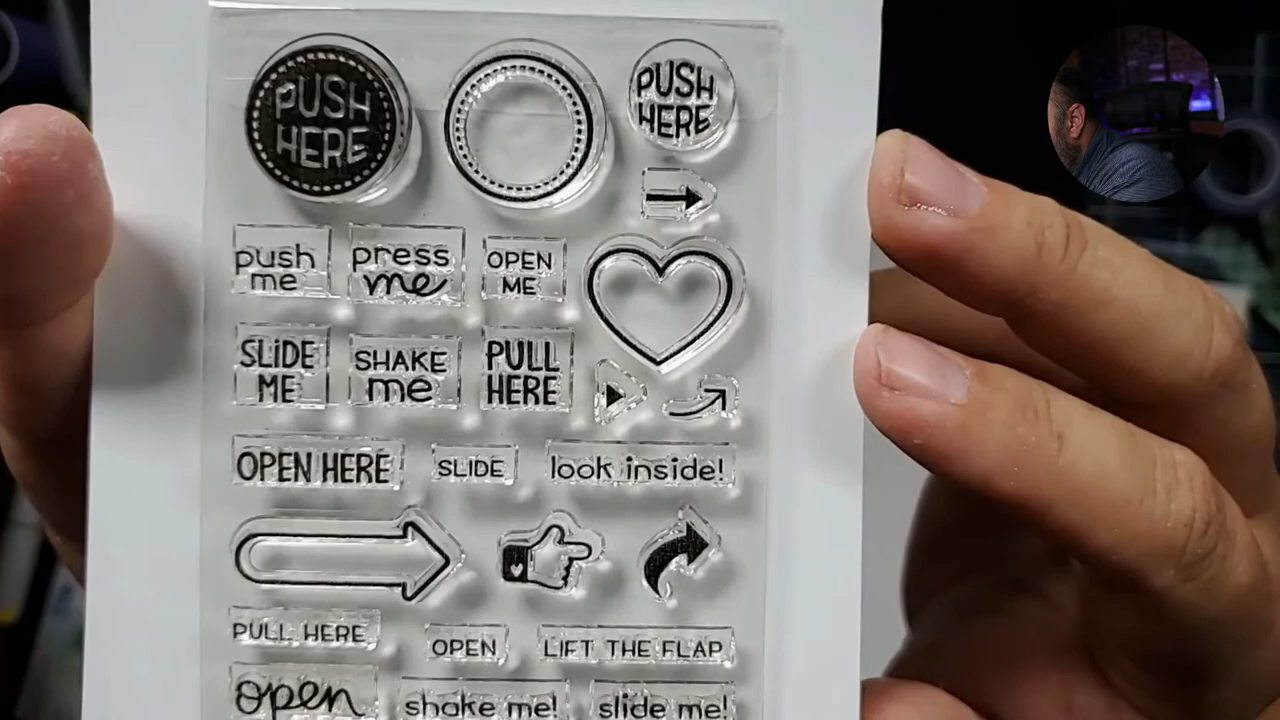 PUSH
HERE
PUSH
HERE
push
me
press
me
OPEN
ME
SLIDE
ME
SHAKE
me
PULL
HERE
OPEN HERE
SLIDE
look inside!
PULL HERE
OPEN
LIFT THE FLAP
open
shake me!
slide me!